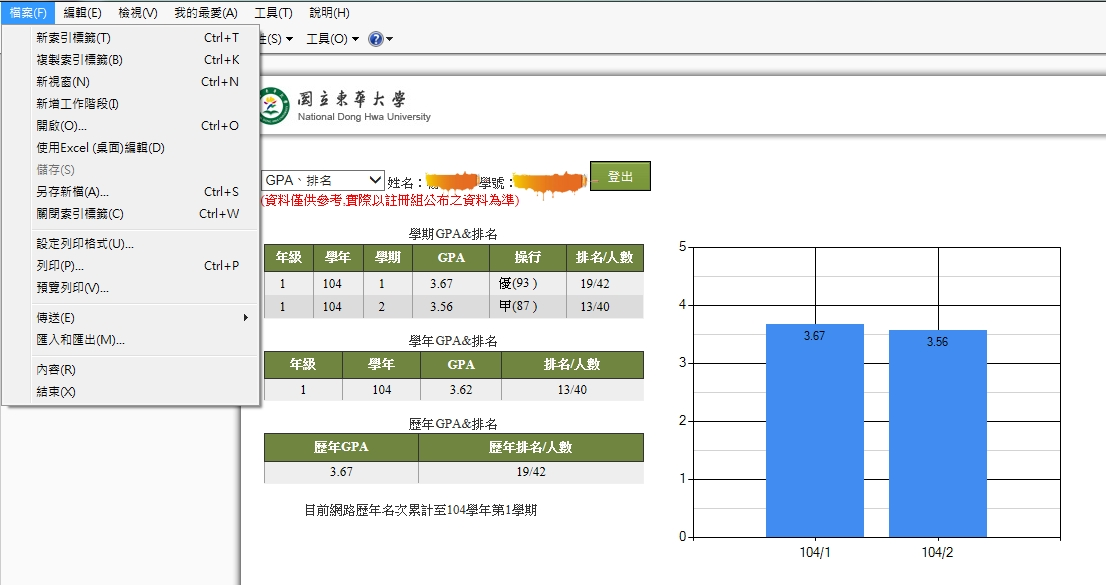 檔案(F) 編輯(E) 檢視(V) 我的最愛(A) 工具(T) 說明(H)
性(S) 工具(O)
新索引標籤(T) Ctrl+T
複製索引標籤(B) Ctrl+K
新視窗(N) Ctrl+N
新增工作階段(I)
開啟(O)... Ctrl+O
使用Excel (桌面)編輯(D)
儲存(S)
另存新檔(A)... Ctrl+S
關閉索引標籤(C) Ctrl+W
設定列印格式(U)...
列印(P)... Ctrl+P
預覽列印(V)...
傳送(E)
匯入和匯出(M)...
內容(R)
結束(X)
國立東華大學
National Dong Hwa University
GPA、排名 姓名： 學號： 登出
(資料僅供參考,實際以註冊組公布之資料為準)
學期GPA&排名
年級 學年 學期 GPA 操行 排名/人數
1 104 1 3.67 優(93 ) 19/42
1 104 2 3.56 甲(87 ) 13/40
學年GPA&排名
年級 學年 GPA 排名/人數
1 104 3.62 13/40
歷年GPA&排名
歷年GPA 歷年排名/人數
3.67 19/42
目前網路歷年名次累計至104學年第1學期
5
4
3.67 3.56
3
2
1
0
104/1 104/2